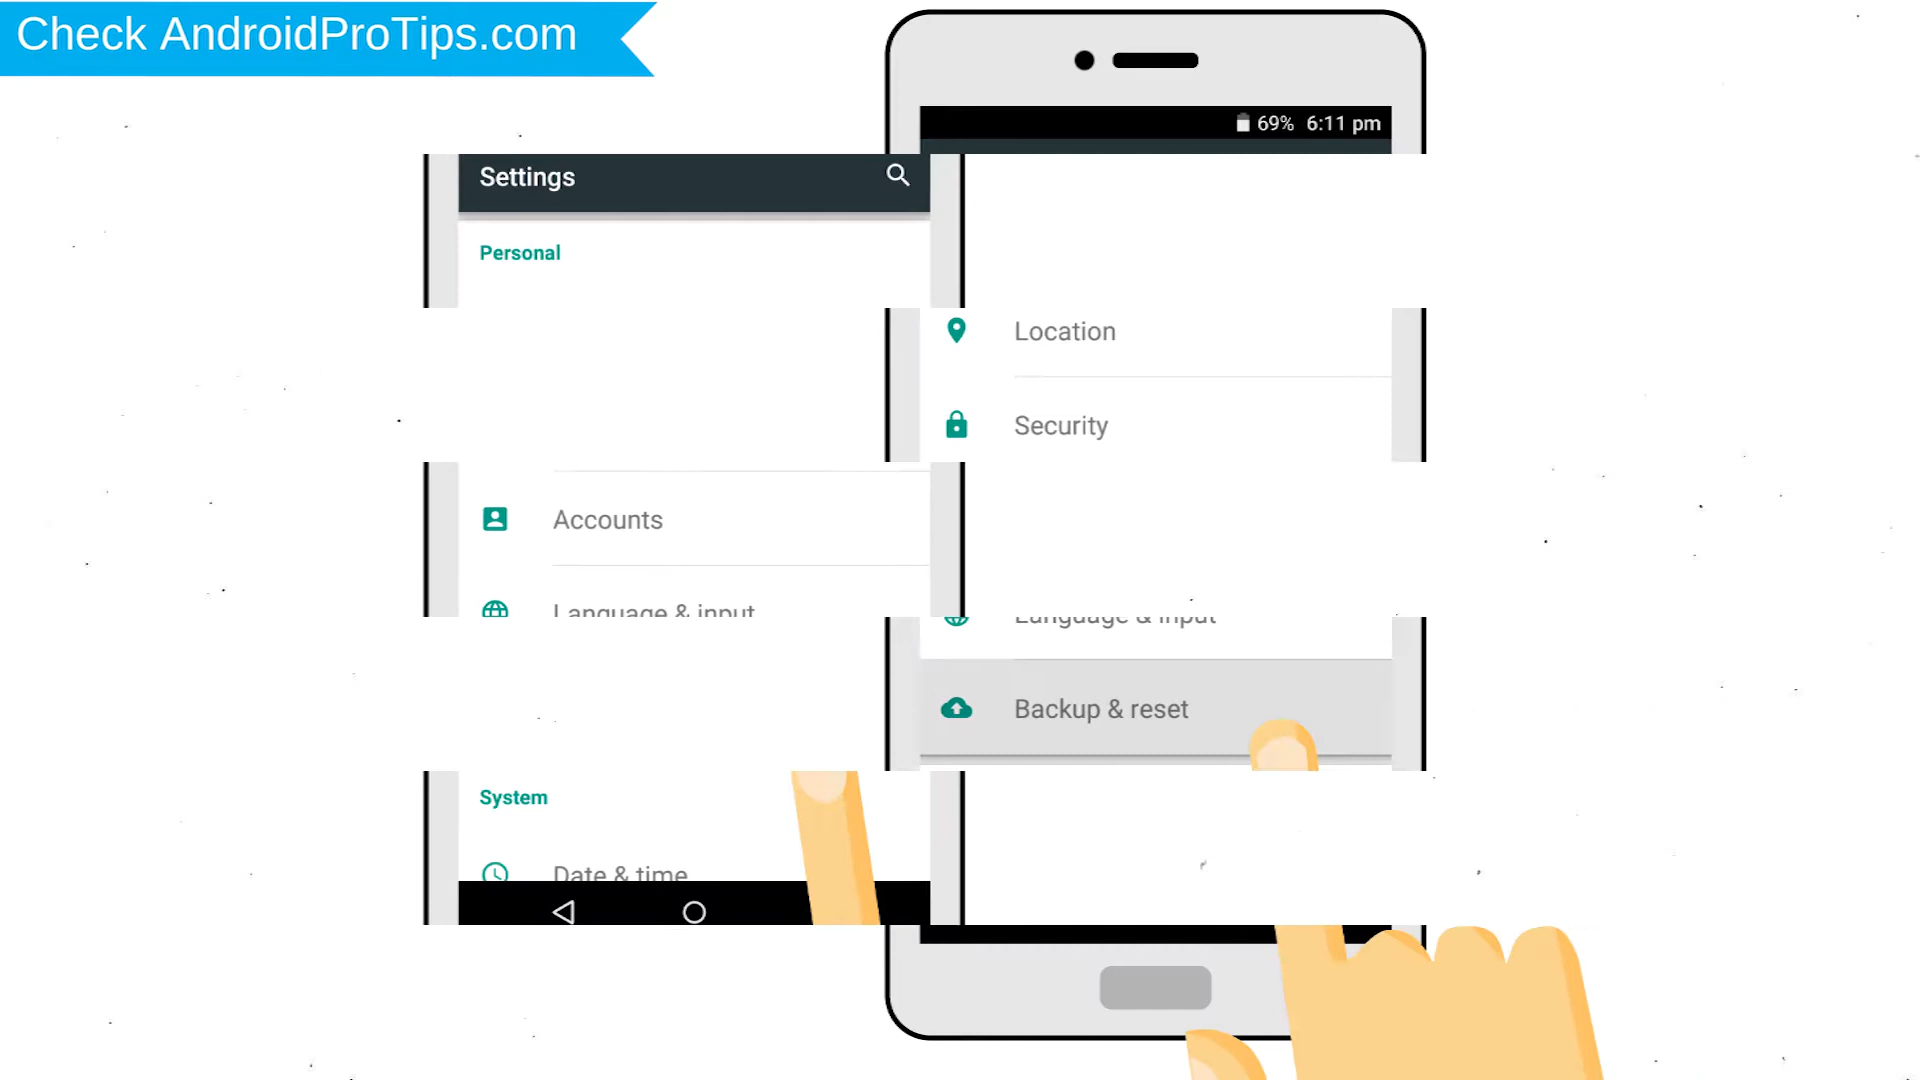 Check AndroidProTips.com
69% 6:11 pm
Settings
Personal
Location
Security
Accounts
Language & input
Language & input
Backup & reset
System
Date & time